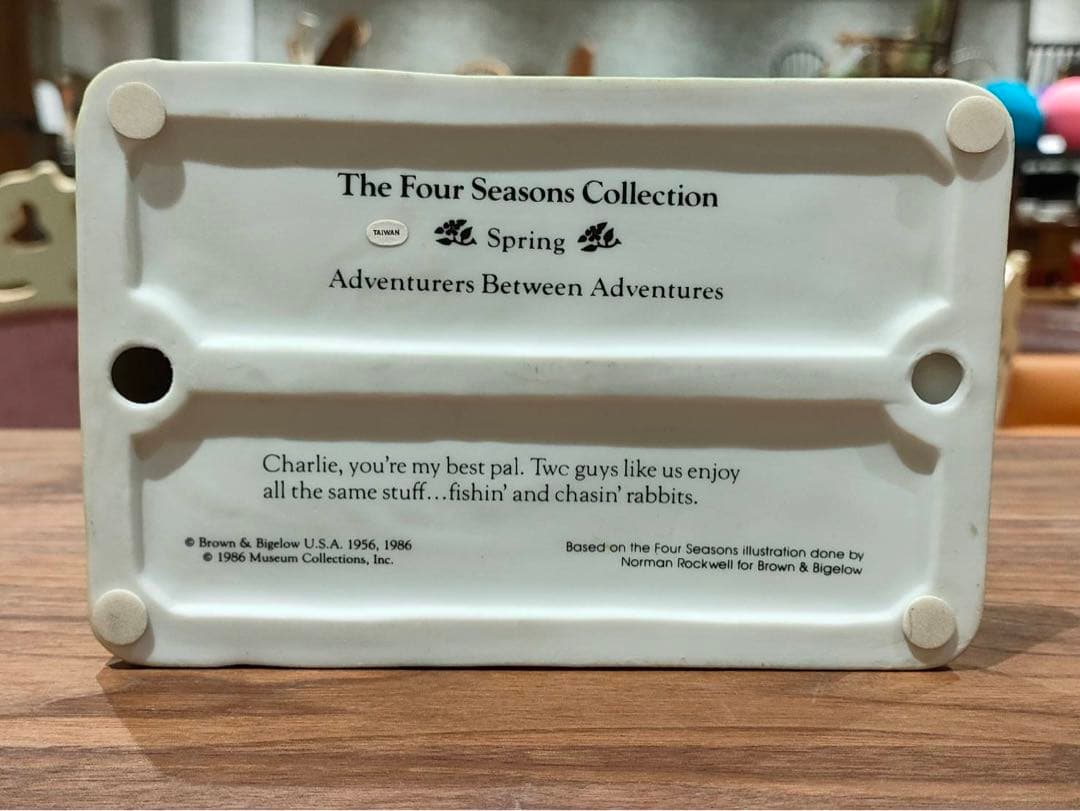 The Four Seasons Collection
TAIWAN
Spring
Adventurers Between Adventures
Charlie, you're my best pal. Twc guys like us enjoy
all the same stuff...fishin' and chasin' rabbits.
© Brown & Bigelow U.S.A. 1956, 1986
© 1986 Museum Collections, Inc.
Based on the Four Seasons illustration done by
Norman Rockwell for Brown & Bigelow